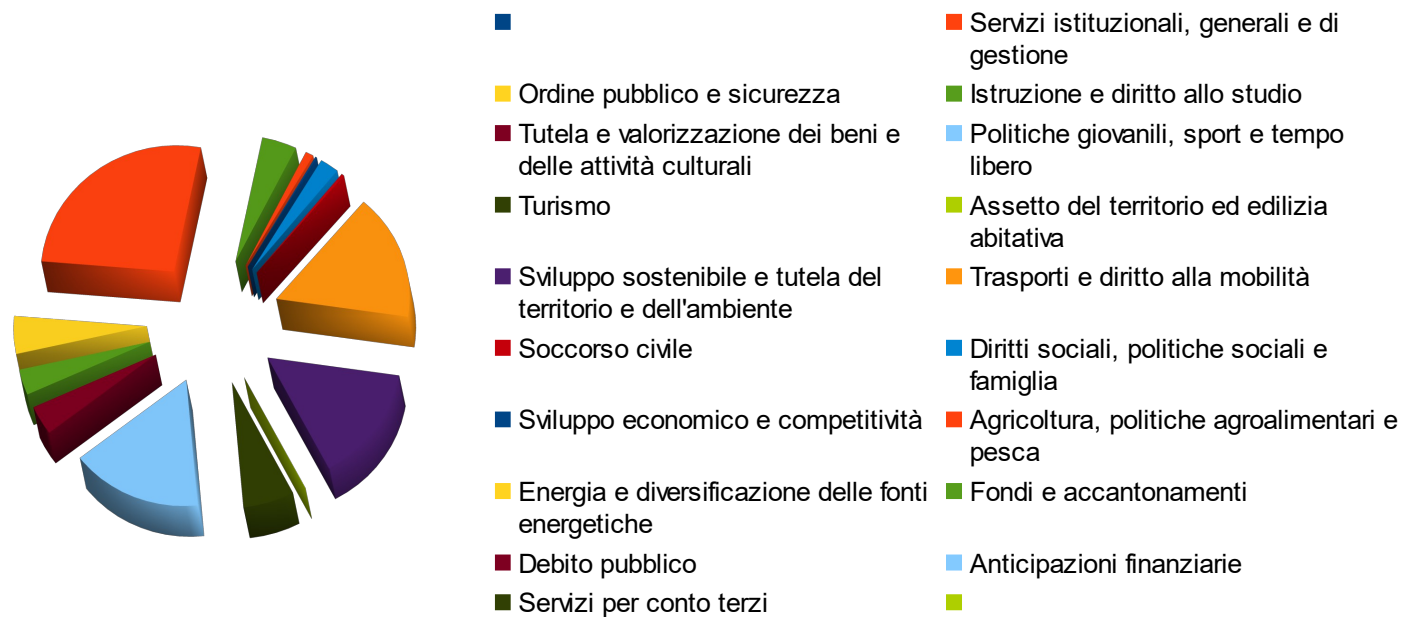 Servizi istituzionali, generali e di
gestione
Ordine pubblico e sicurezza
Istruzione e diritto allo studio
Tutela e valorizzazione dei beni e
delle attività culturali
Politiche giovanili, sport e tempo
libero
Turismo
Assetto del territorio ed edilizia
abitativa
Sviluppo sostenibile e tutela del
territorio e dell'ambiente
Trasporti e diritto alla mobilità
Soccorso civile
Diritti sociali, politiche sociali e
famiglia
Sviluppo economico e competitività
Agricoltura, politiche agroalimentari e
pesca
Energia e diversificazione delle fonti
energetiche
Fondi e accantonamenti
Debito pubblico
Anticipazioni finanziarie
Servizi per conto terzi